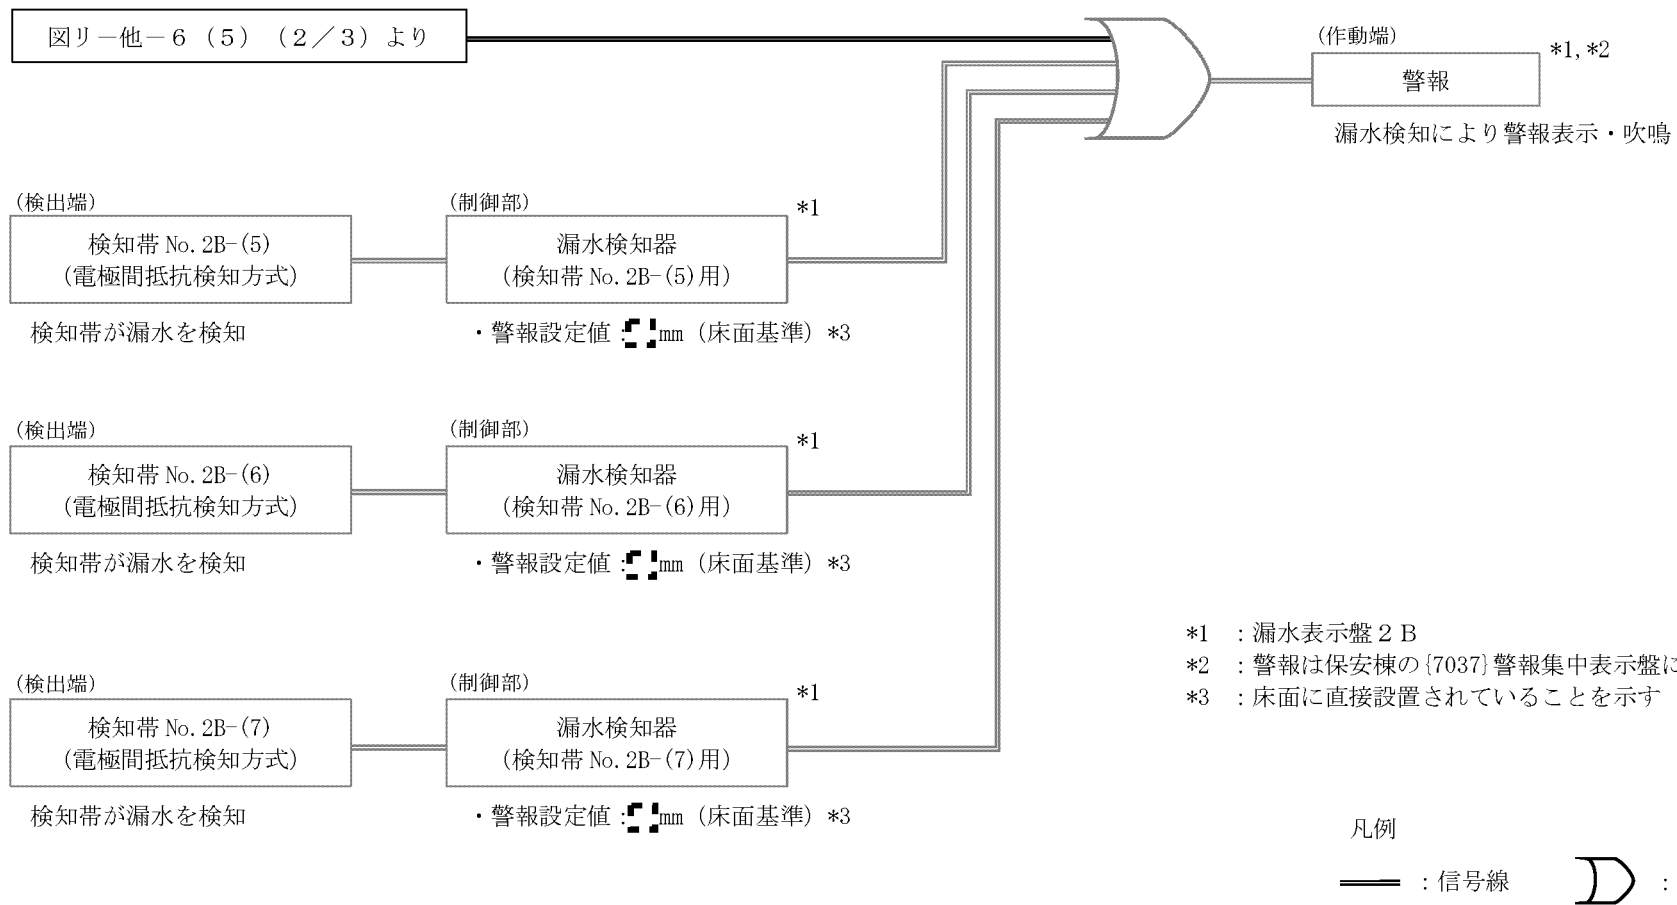 図リ－他－６（５）（２／３）より
(作動端)
*1,*2
警報
漏水検知により警報表示・吹鳴
(検出端)
検知帯 No.2B-(5)
(電極間抵抗検知方式)
検知帯が漏水を検知
(制御部)
*1
漏水検知器
(検知帯 No.2B-(5)用)
・警報設定値： mm（床面基準）*3
(検出端)
検知帯 No.2B-(6)
(電極間抵抗検知方式)
検知帯が漏水を検知
(制御部)
*1
漏水検知器
(検知帯 No.2B-(6)用)
・警報設定値： mm（床面基準）*3
(検出端)
検知帯 No.2B-(7)
(電極間抵抗検知方式)
検知帯が漏水を検知
(制御部)
*1
漏水検知器
(検知帯 No.2B-(7)用)
・警報設定値： mm（床面基準）*3
*1 ：漏水表示盤２Ｂ
*2 ：警報は保安棟の{7037}警報集中表示盤に
*3 ：床面に直接設置されていることを示す
凡例
：信号線
：